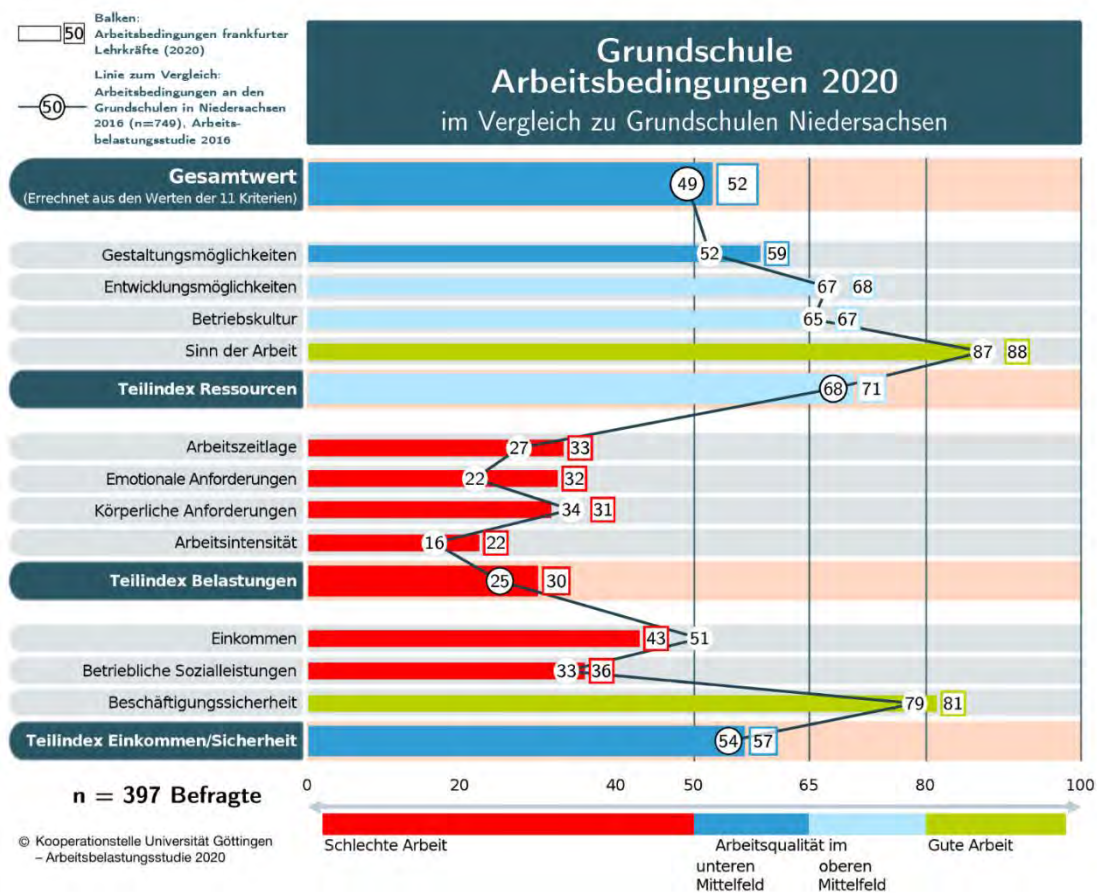 Balken:
50 Arbeitsbedingungen frankfurter
Lehrkräfte (2020)
Linie zum Vergleich:
50 Arbeitsbedingungen an den
Grundschulen in Niedersachsen
2016 (n=749), Arbeits-
belastungsstudie 2016
Grundschule
Arbeitsbedingungen 2020
im Vergleich zu Grundschulen Niedersachsen
Gesamtwert 49 52
(Errechnet aus den Werten der 11 Kriterien)
Gestaltungsmöglichkeiten 52 59
Entwicklungsmöglichkeiten 67 68
Betriebskultur 65 67
Sinn der Arbeit 87 88
Teilindex Ressourcen 68 71
Arbeitszeitlage 27 33
Emotionale Anforderungen 22 32
Körperliche Anforderungen 34 31
Arbeitsintensität 16 22
Teilindex Belastungen 25 30
Einkommen 43 51
Betriebliche Sozialleistungen 33 36
Beschäftigungssicherheit 79 81
Teilindex Einkommen/Sicherheit 54 57
0 20 40 50 65 80 100
n = 397 Befragte
Schlechte Arbeit
Arbeitsqualität im
unteren Mittelfeld
oberen Mittelfeld
Gute Arbeit
© Kooperationstelle Universität Göttingen
– Arbeitsbelastungsstudie 2020